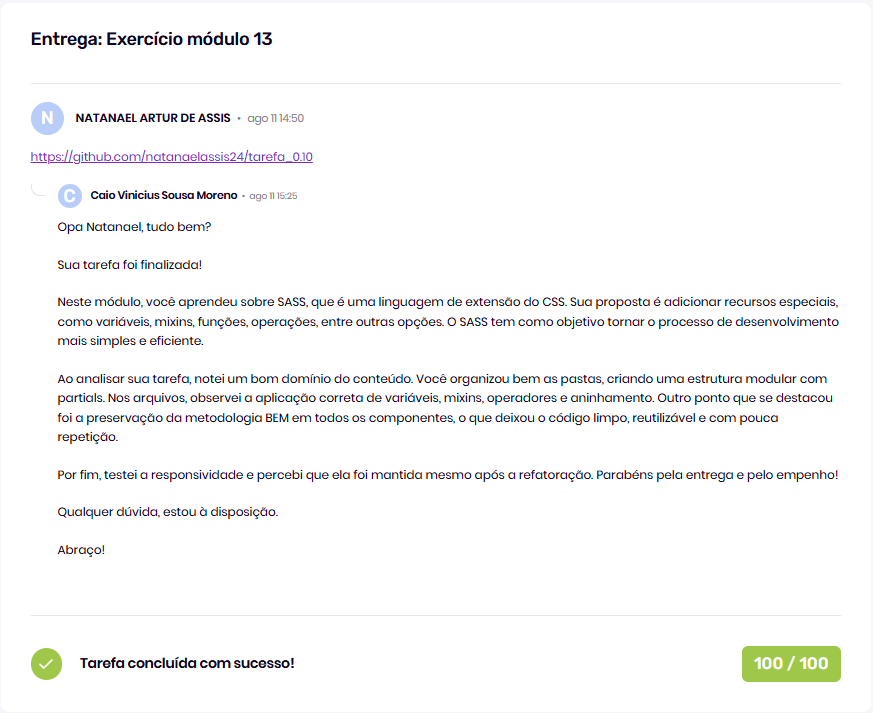 Entrega: Exercício módulo 13
N
NATANAEL ARTUR DE ASSIS • ago 11 14:50
https://github.com/natanaelassis24/tarefa_0.10
C
Caio Vinicius Sousa Moreno • ago 11 15:25
Opa Natanael, tudo bem?
Sua tarefa foi finalizada!
Neste módulo, você aprendeu sobre SASS, que é uma linguagem de extensão do CSS. Sua proposta é adicionar recursos especiais,
como variáveis, mixins, funções, operações, entre outras opções. O SASS tem como objetivo tornar o processo de desenvolvimento
mais simples e eficiente.
Ao analisar sua tarefa, notei um bom domínio do conteúdo. Você organizou bem as pastas, criando uma estrutura modular com
partials. Nos arquivos, observei a aplicação correta de variáveis, mixins, operadores e aninhamento. Outro ponto que se destacou
foi a preservação da metodologia BEM em todos os componentes, o que deixou o código limpo, reutilizável e com pouca
repetição.
Por fim, testei a responsividade e percebi que ela foi mantida mesmo após a refatoração. Parabéns pela entrega e pelo empenho!
Qualquer dúvida, estou à disposição.
Abraço!
Tarefa concluída com sucesso!
100 / 100